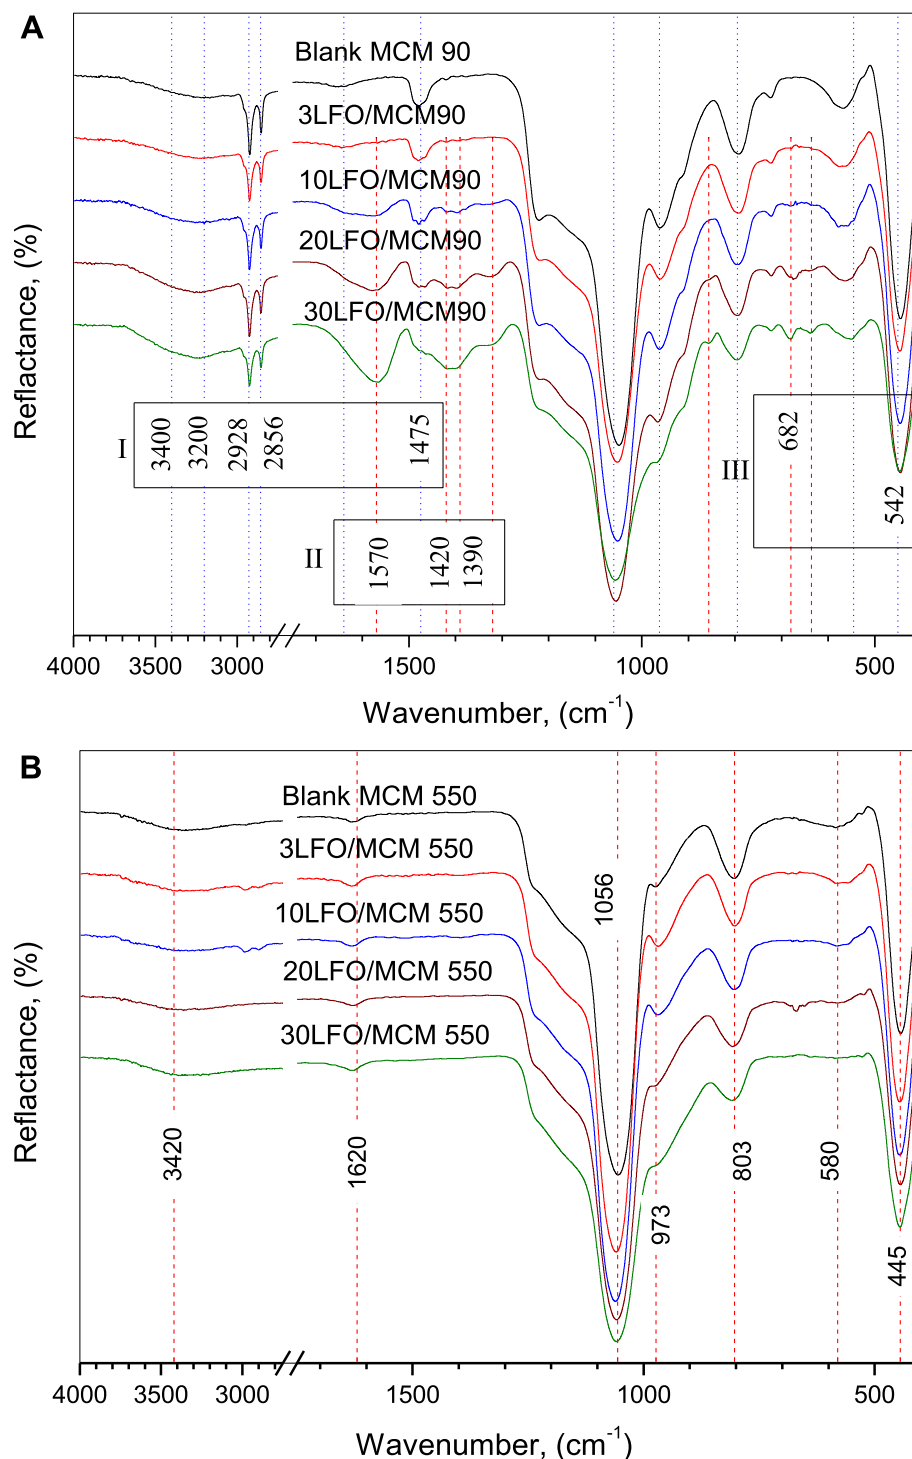 A
Blank MCM 90
3LFO/MCM90
10LFO/MCM90
20LFO/MCM90
30LFO/MCM90
Reflactance, (%)
I
3400
3200
2928
2856
1475
II
1570
1420
1390
III
682
542
4000
3000
1500
1000
500
Wavenumber, (cm⁻¹)
B
Blank MCM 550
3LFO/MCM 550
10LFO/MCM 550
20LFO/MCM 550
30LFO/MCM 550
Reflactance, (%)
3420
1620
1056
973
803
580
445
4000
3000
1500
1000
500
Wavenumber, (cm⁻¹)